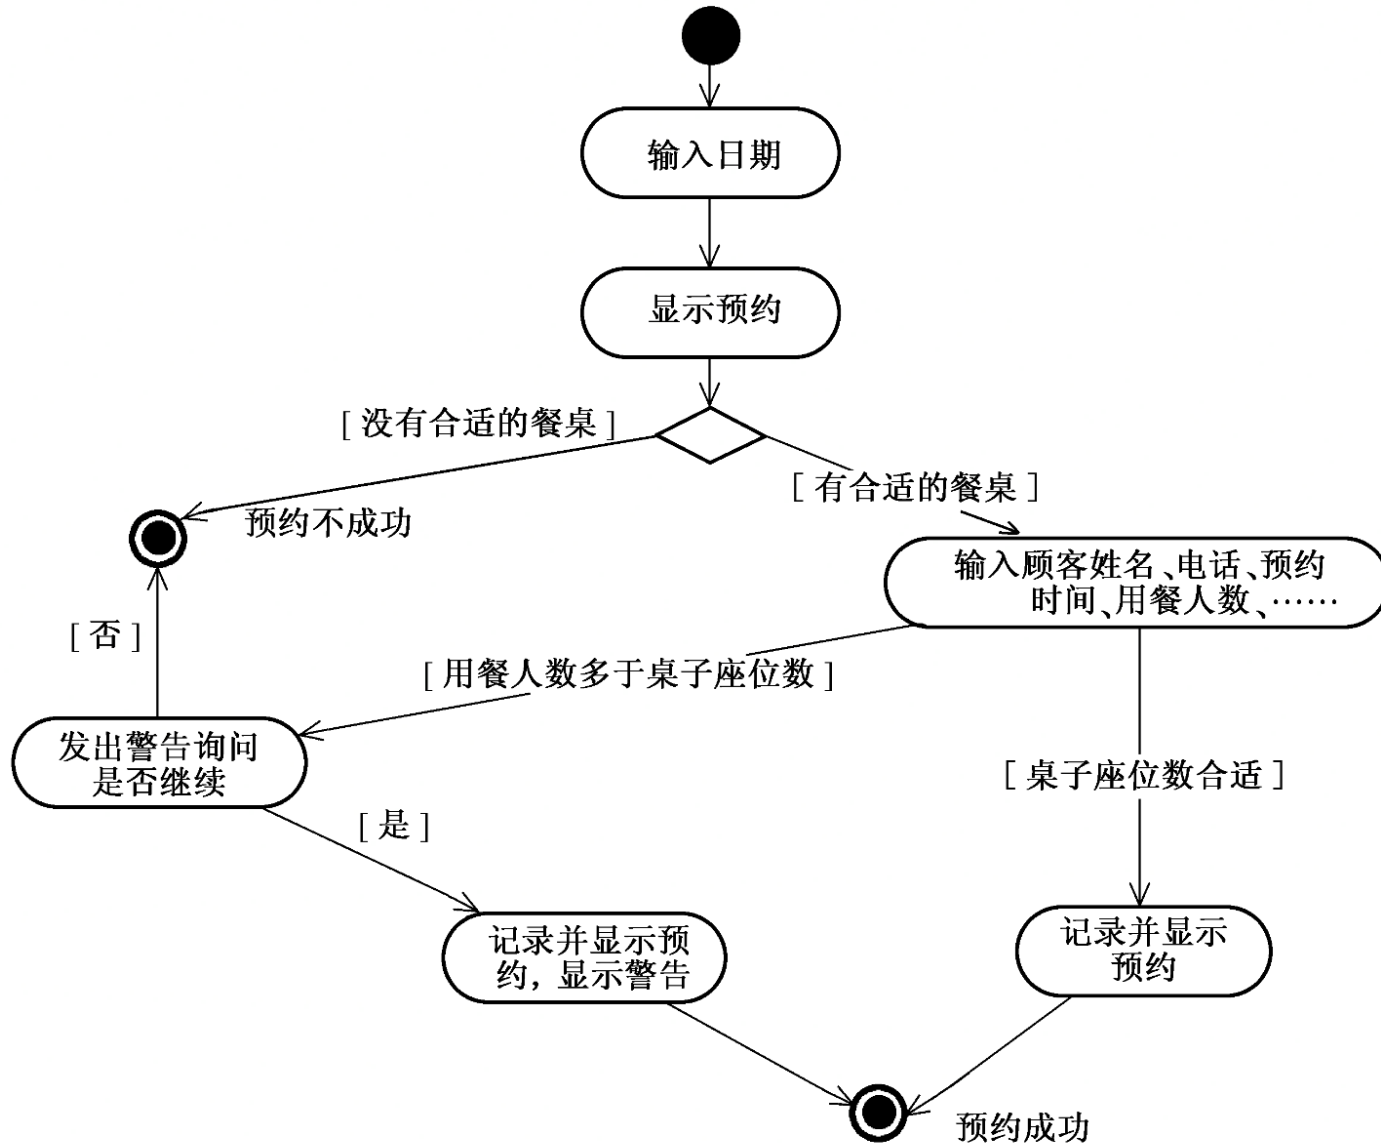 输入日期
显示预约
[ 没有合适的餐桌 ]
[ 有合适的餐桌 ]
预约不成功
输入顾客姓名、电话、预约
时间、用餐人数、……
[ 否 ]
[ 用餐人数多于桌子座位数 ]
发出警告询问
是否继续
[ 桌子座位数合适 ]
[ 是 ]
记录并显示预
约，显示警告
记录并显示
预约
预约成功